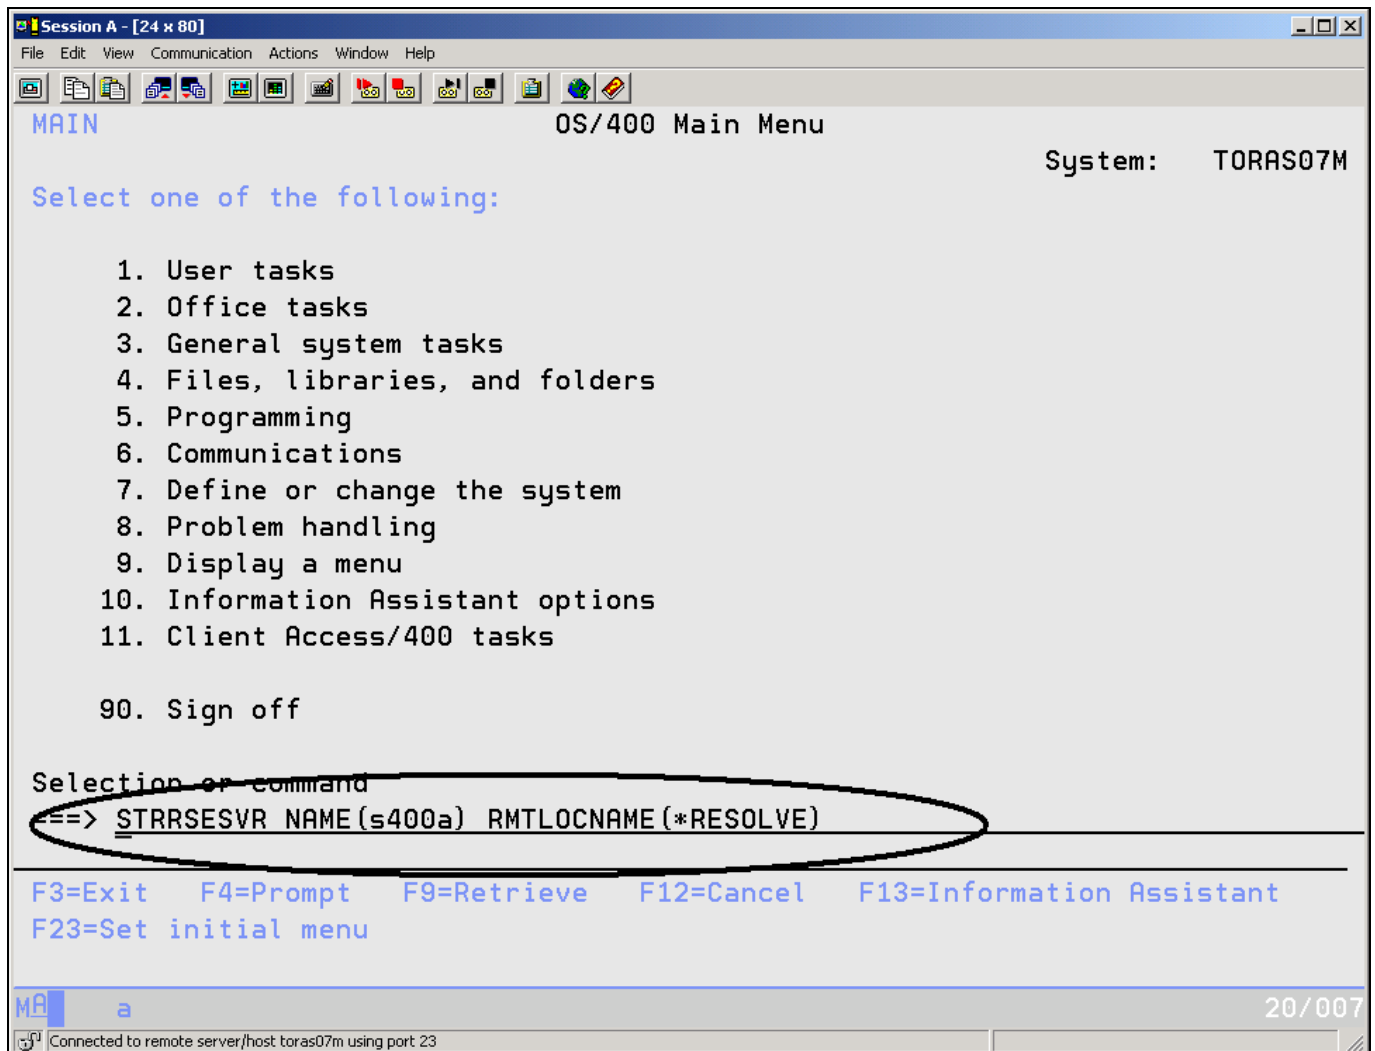 Session A - [24 x 80]
File Edit View Communication Actions Window Help
MAIN OS/400 Main Menu
System: TORAS07M
Select one of the following:
1. User tasks
2. Office tasks
3. General system tasks
4. Files, libraries, and folders
5. Programming
6. Communications
7. Define or change the system
8. Problem handling
9. Display a menu
10. Information Assistant options
11. Client Access/400 tasks
90. Sign off
Selection or command
===> STRRSESVR NAME(s400a) RMTLOCNAME(*RESOLVE)
F3=Exit F4=Prompt F9=Retrieve F12=Cancel F13=Information Assistant
F23=Set initial menu
MA a 20/007
Connected to remote server/host toras07m using port 23